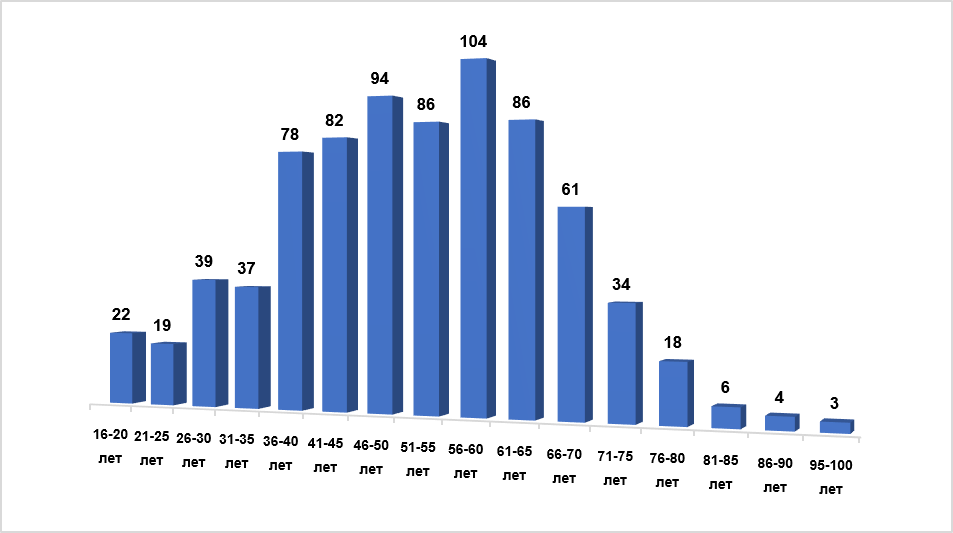 22
19
39
37
78
82
94
86
104
86
61
34
18
6
4
3
16-20 лет
21-25 лет
26-30 лет
31-35 лет
36-40 лет
41-45 лет
46-50 лет
51-55 лет
56-60 лет
61-65 лет
66-70 лет
71-75 лет
76-80 лет
81-85 лет
86-90 лет
95-100 лет